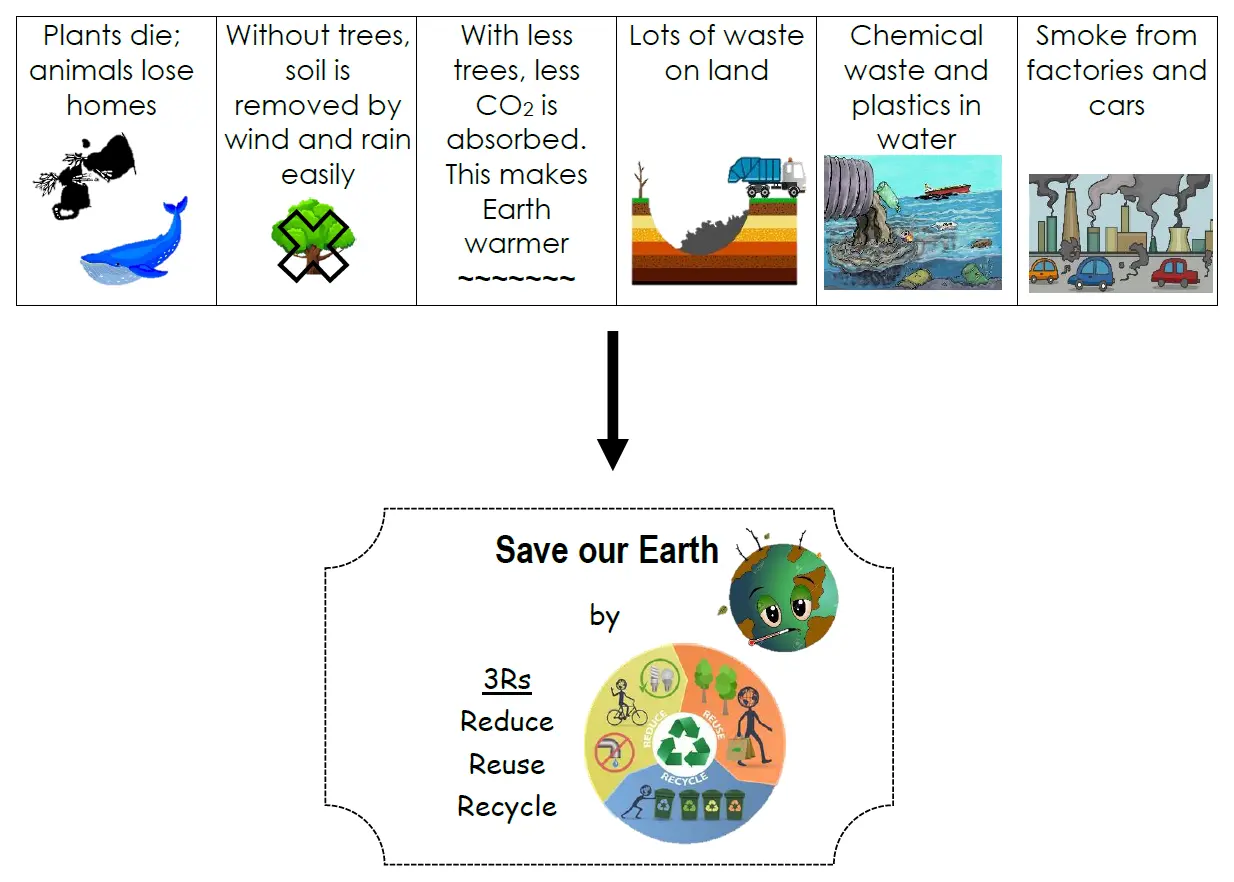 Plants die;
animals lose
homes
Without trees,
soil is
removed by
wind and rain
easily
With less
trees, less
CO₂ is
absorbed.
This makes
Earth
warmer
~~~~~~~
Lots of waste
on land
Chemical
waste and
plastics in
water
Smoke from
factories and
cars
Save our Earth
by
3Rs
Reduce
Reuse
Recycle
REDUCE
REUSE
RECYCLE